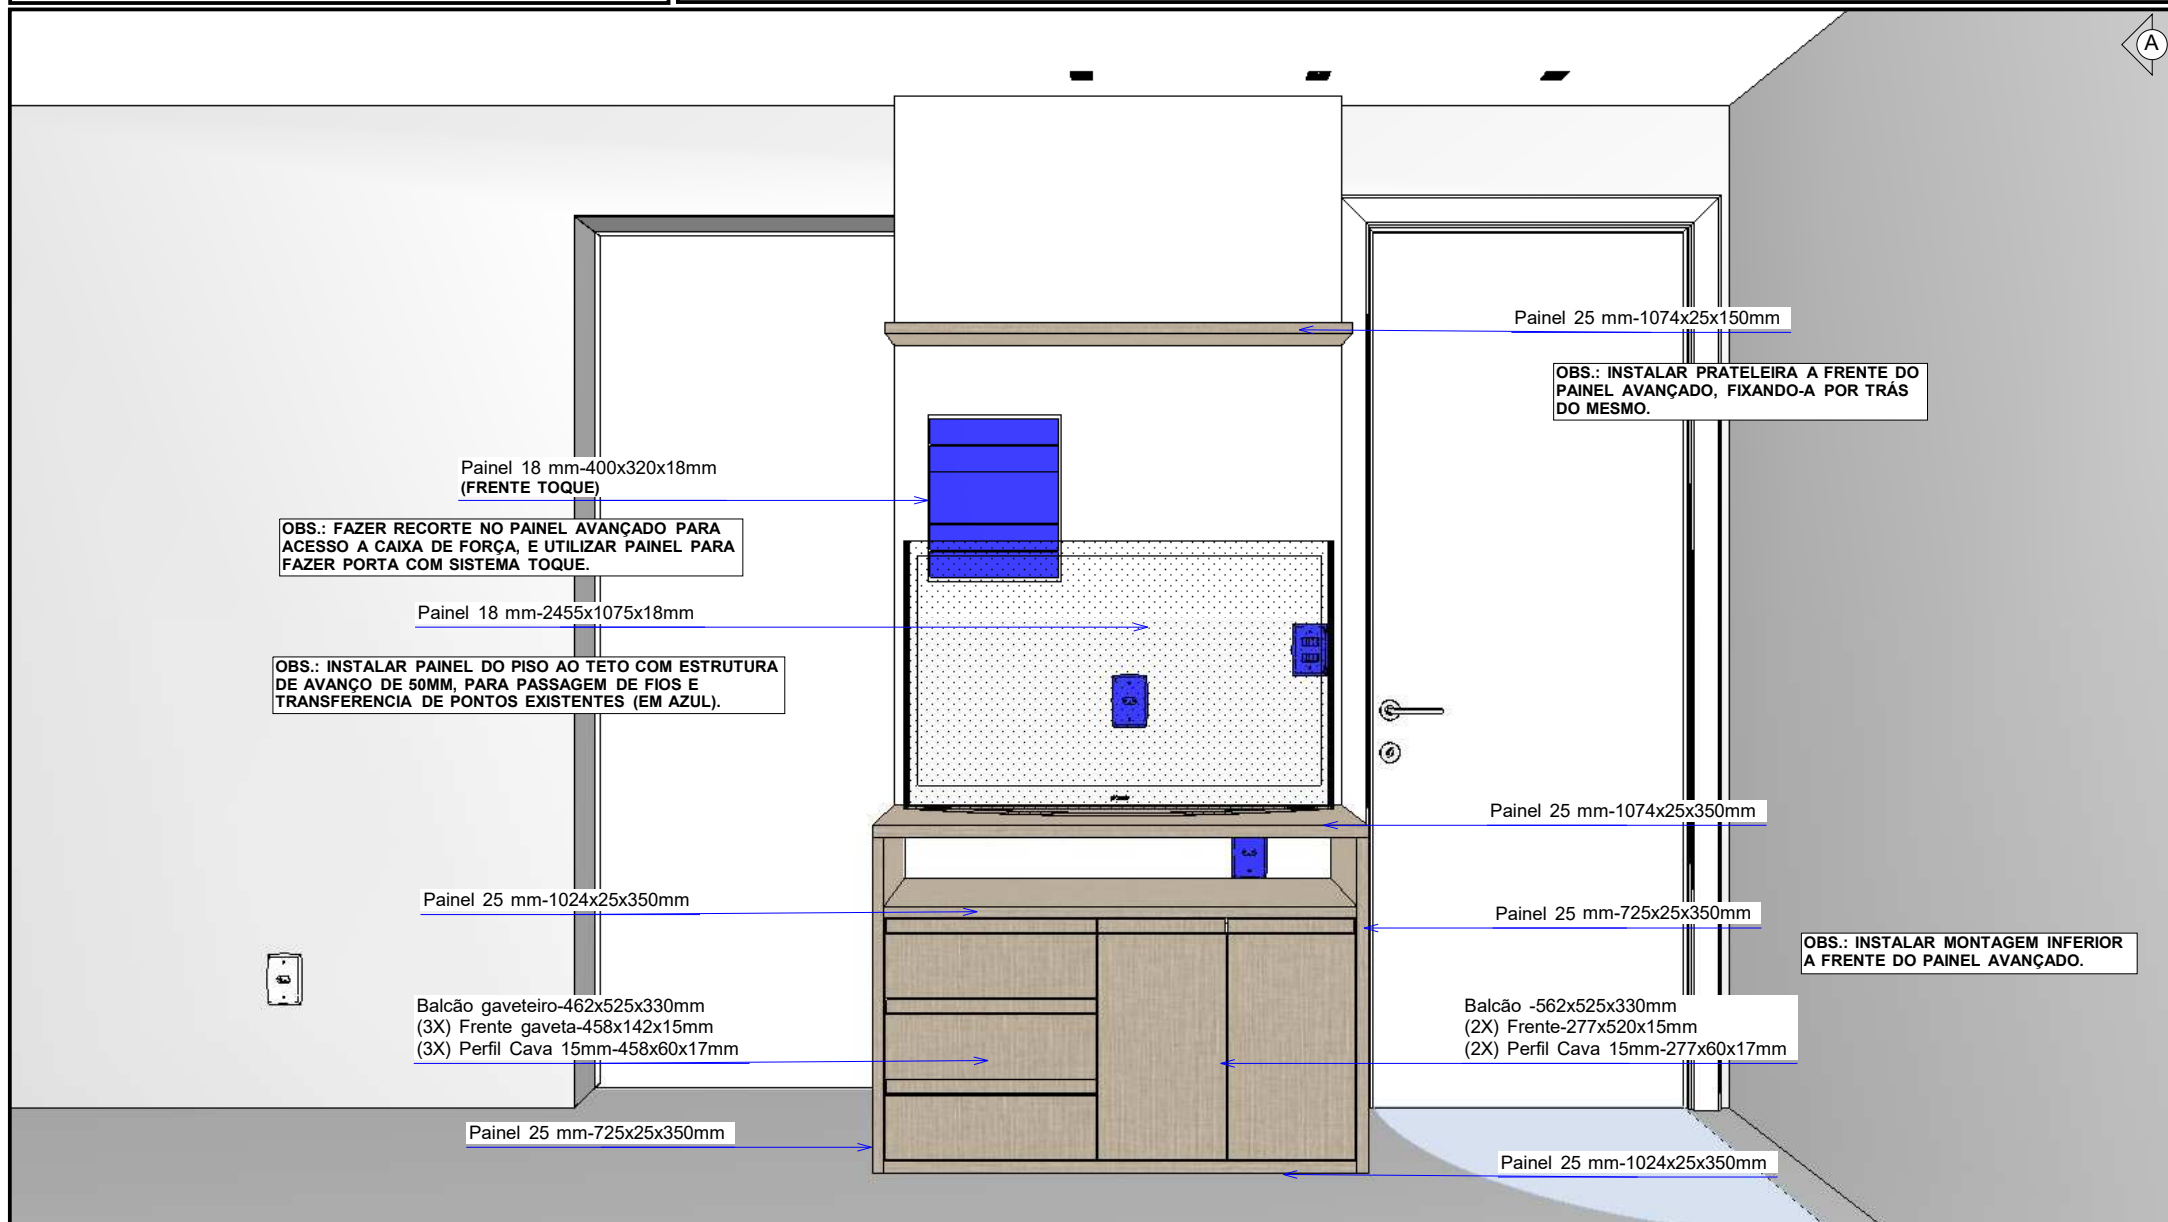 A
Painel 25 mm-1074x25x150mm
OBS.: INSTALAR PRATELEIRA A FRENTE DO
PAINEL AVANÇADO, FIXANDO-A POR TRÁS
DO MESMO.
Painel 18 mm-400x320x18mm
(FRENTE TOQUE)
OBS.: FAZER RECORTE NO PAINEL AVANÇADO PARA
ACESSO A CAIXA DE FORÇA, E UTILIZAR PAINEL PARA
FAZER PORTA COM SISTEMA TOQUE.
Painel 18 mm-2455x1075x18mm
OBS.: INSTALAR PAINEL DO PISO AO TETO COM ESTRUTURA
DE AVANÇO DE 50MM, PARA PASSAGEM DE FIOS E
TRANSFERENCIA DE PONTOS EXISTENTES (EM AZUL).
Painel 25 mm-1074x25x350mm
Painel 25 mm-1024x25x350mm
Painel 25 mm-725x25x350mm
OBS.: INSTALAR MONTAGEM INFERIOR
A FRENTE DO PAINEL AVANÇADO.
Balcão gaveteiro-462x525x330mm
(3X) Frente gaveta-458x142x15mm
(3X) Perfil Cava 15mm-458x60x17mm
Balcão -562x525x330mm
(2X) Frente-277x520x15mm
(2X) Perfil Cava 15mm-277x60x17mm
Painel 25 mm-725x25x350mm
Painel 25 mm-1024x25x350mm